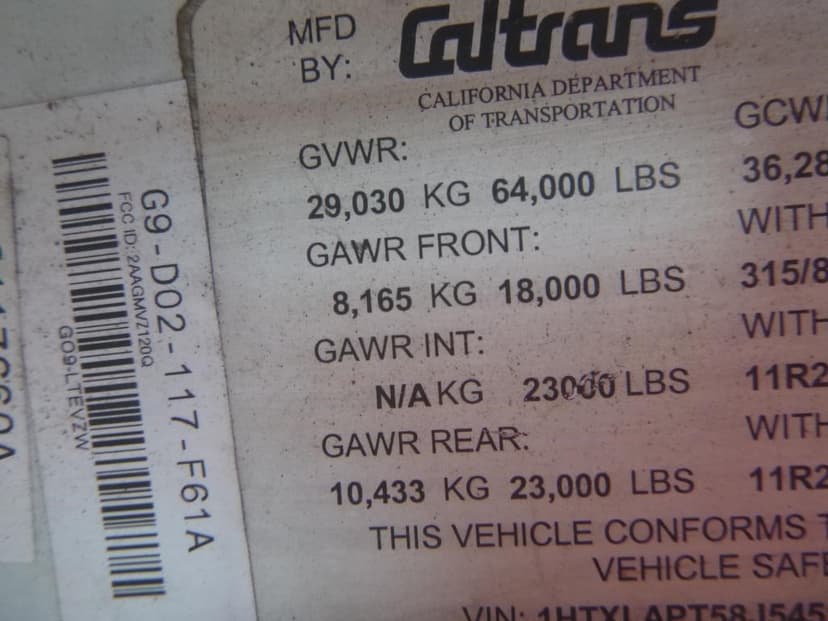 MFD
BY:
Caltrans
CALIFORNIA DEPARTMENT
OF TRANSPORTATION
GVWR:
GCW
29,030 KG 64,000 LBS
36,28
GAWR FRONT:
WITH
8,165 KG 18,000 LBS
315/8
GAWR INT:
WITH
N/A KG 23000 LBS
11R2
GAWR REAR:
WITH
10,433 KG 23,000 LBS
11R2
THIS VEHICLE CONFORMS T
VEHICLE SAFE
VIN: 1HTXLAPT58J545
G9-D02-117-F61A
FCC ID: 2AAGMVZ120Q
GO9-LTEVZW